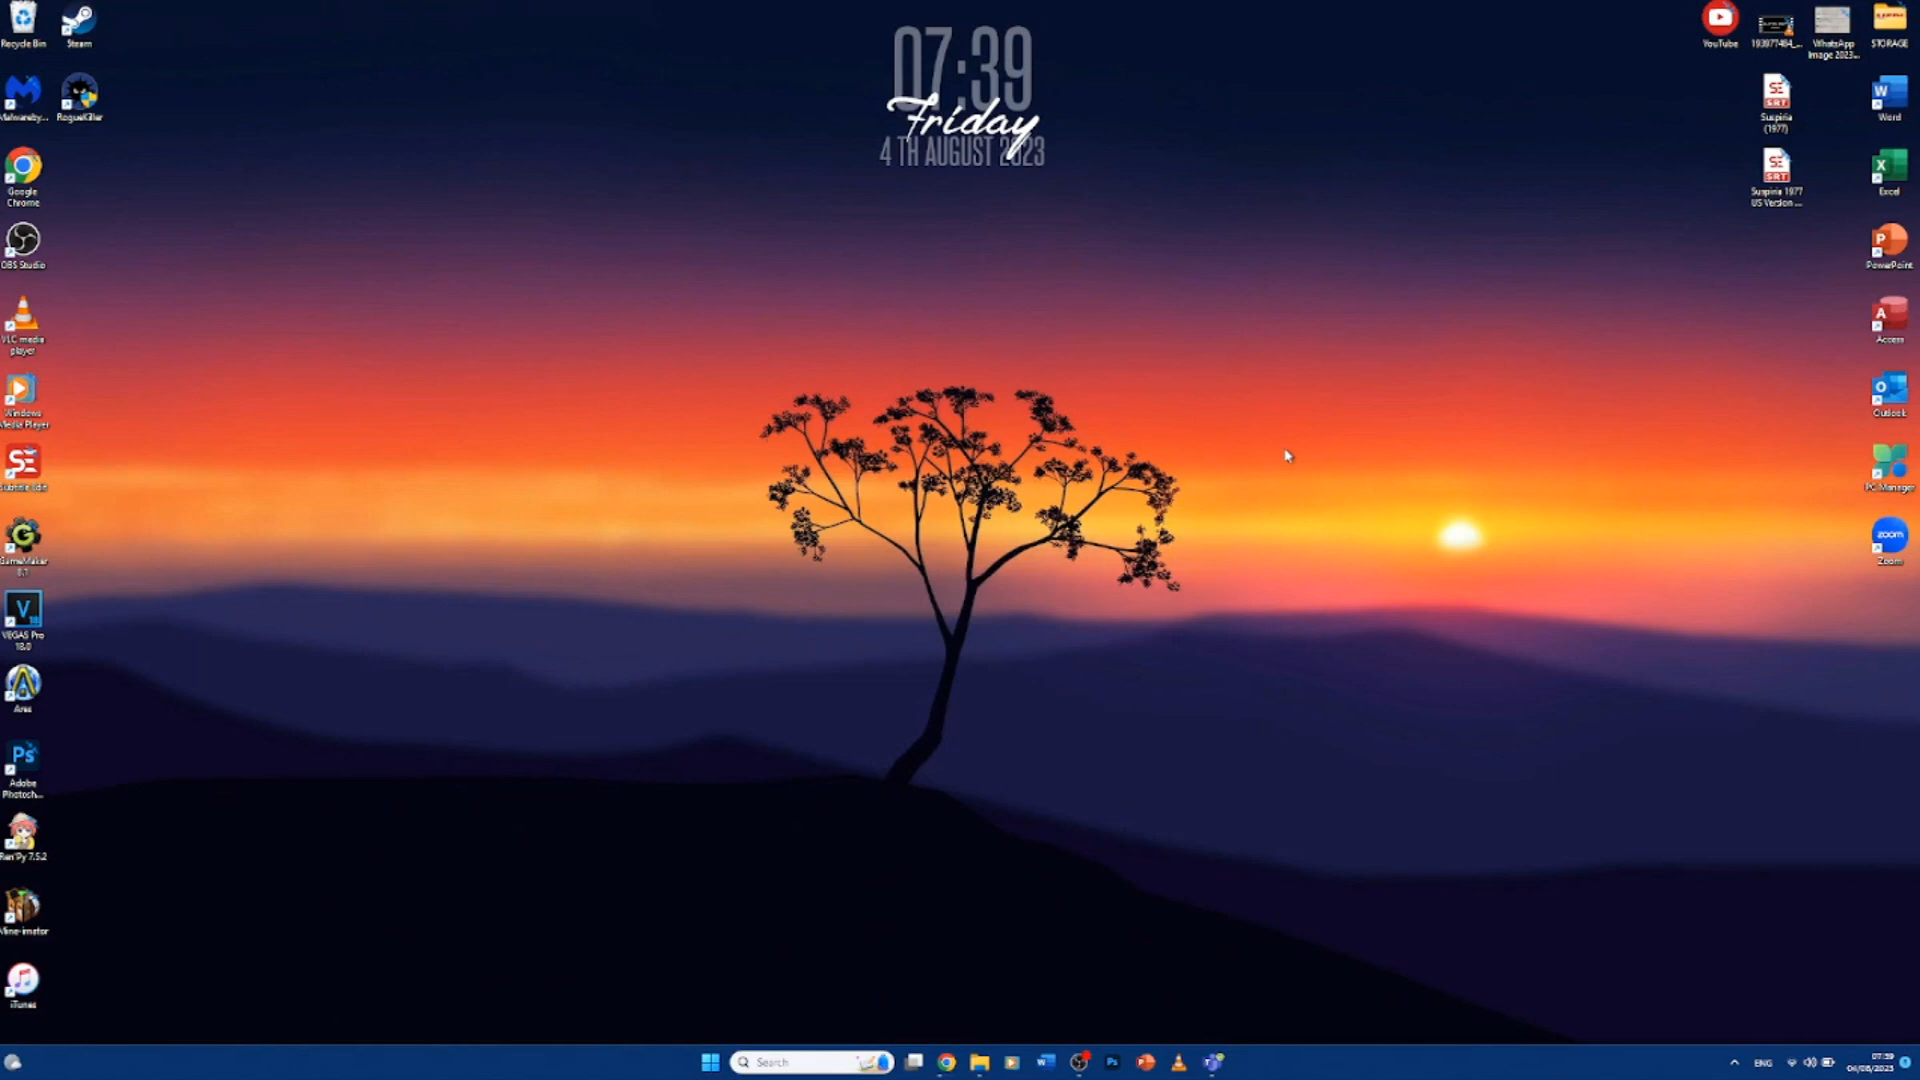 07:39
Friday
4 TH AUGUST 2023
Recycle Bin
Steam
Malwareby...
RogueKiller
Google
Chrome
OBS Studio
VLC media
player
Windows
Media Player
Subtitle Edit
GameMaker
8.1
VEGAS Pro
18.0
Ares
Adobe
Photosh...
Ren'Py 7.5.2
Mine-imator
iTunes
YouTube
WhatsApp
Image 2023...
STORAGE
Suspiria
(1977)
Word
Suspiria 1977
US Version ...
Excel
PowerPoint
Access
Outlook
PC Manager
zoom
Zoom
Search
ENG
07:39
04/08/2023